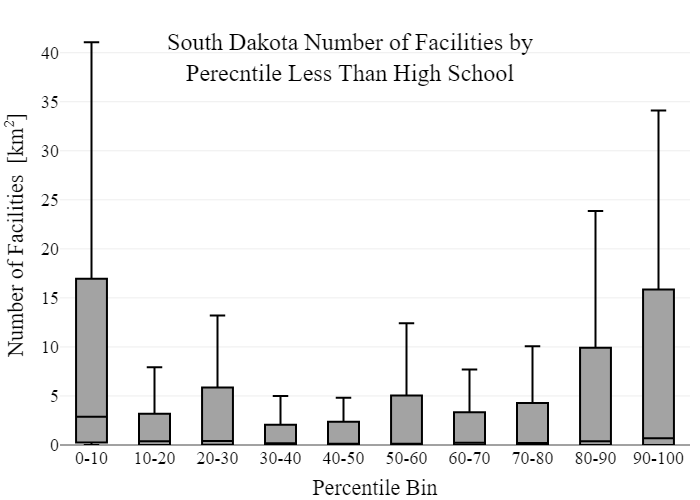 South Dakota Number of Facilities by
Perecntile Less Than High School
Number of Facilities [km²]
40
35
30
25
20
15
10
5
0
0-10 10-20 20-30 30-40 40-50 50-60 60-70 70-80 80-90 90-100
Percentile Bin